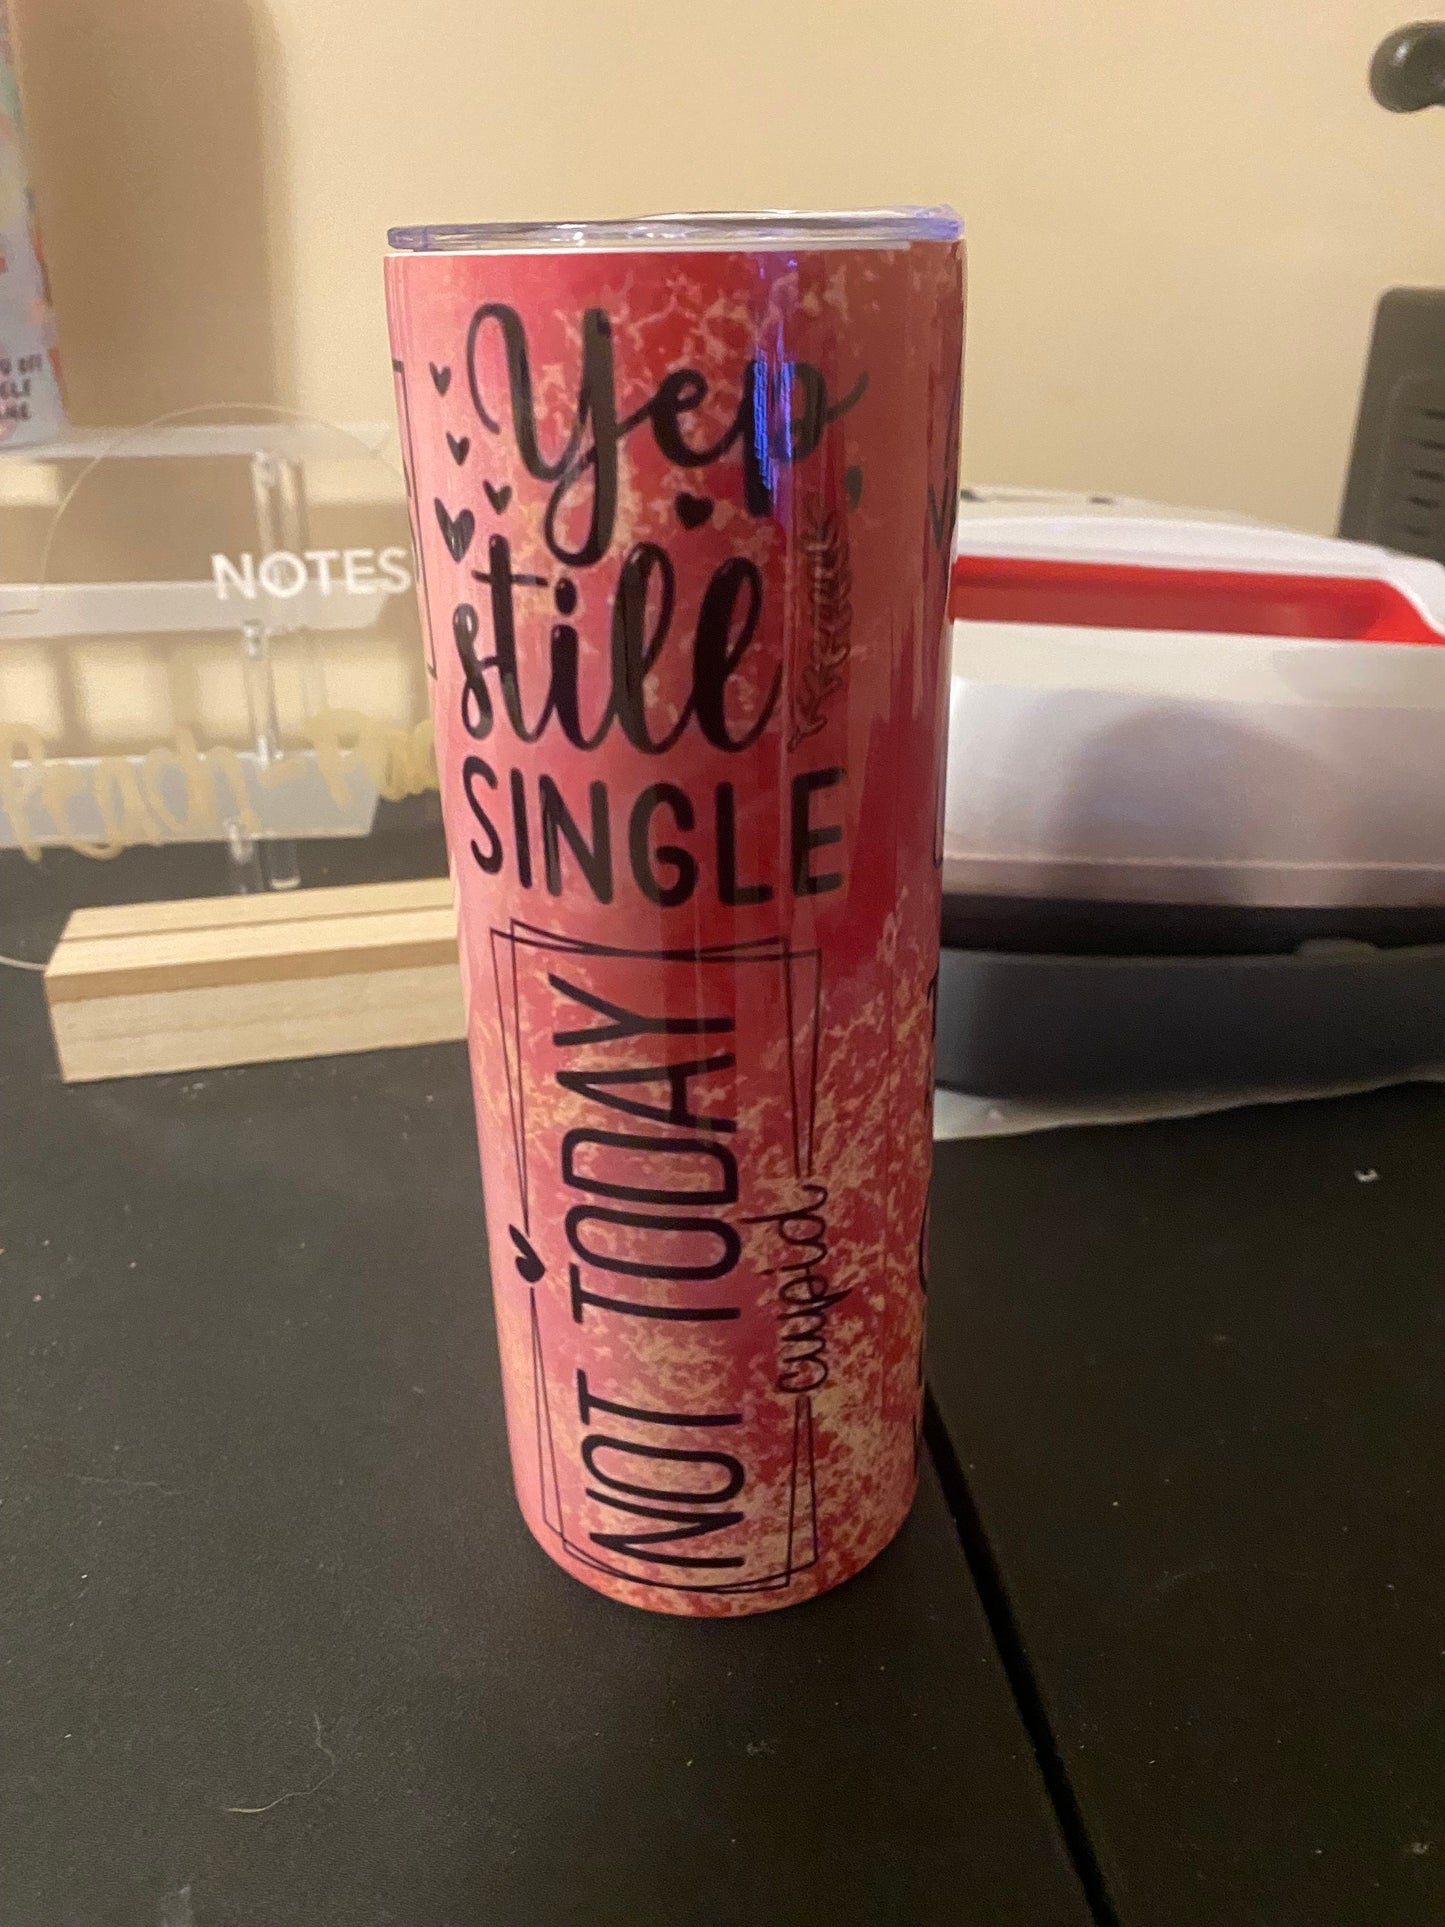 Yep,
still
SINGLE
NOT TODAY
cupid
NOTES